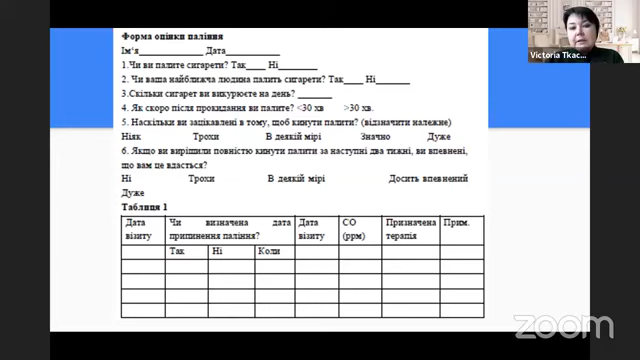 Форма оцінки паління
Ім'я____________ Дата__________
1.Чи ви палите сигарети? Так____ Ні_______
2. Чи ваша найближча людина палить сигарети? Так____ Ні_______
3.Скільки сигарет ви викурюєте на день? _______
4. Як скоро після прокидання ви палите? <30 хв >30 хв.
5. Наскільки ви зацікавлені в тому, щоб кинути палити? (відзначити належне)
Ніяк Трохи В деякій мірі Значно Дуже
6. Якщо ви вирішили повністю кинути палити за наступні два тижні, ви впевнені,
що вам це вдасться?
Ні Трохи В деякій мірі Досить впевнений
Дуже
Таблиця 1
Дата візиту Чи визначена дата припинення паління? Дата візиту CO (ppм) Призначена терапія Прим.
Так Ні Коли
Victoria Tkac...
zoom